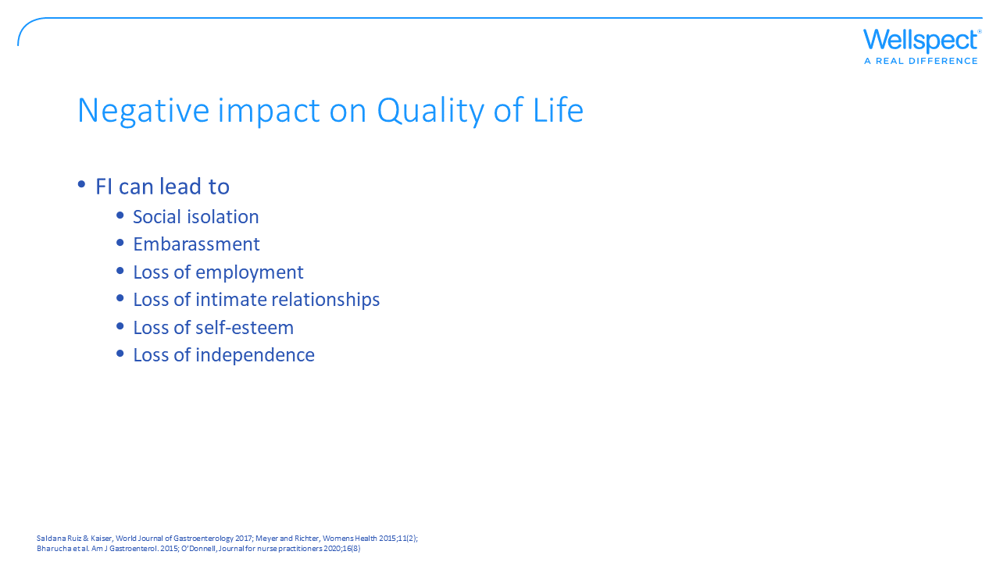 Wellspect®
A REAL DIFFERENCE
Negative impact on Quality of Life
• FI can lead to
• Social isolation
• Embarassment
• Loss of employment
• Loss of intimate relationships
• Loss of self-esteem
• Loss of independence
Saldana Ruiz & Kaiser, World Journal of Gastroenterology 2017; Meyer and Richter, Womens Health 2015;11(2);
Bharucha et al. Am J Gastroenterol. 2015; O’Donnell, Journal for nurse practitioners 2020;16(8)